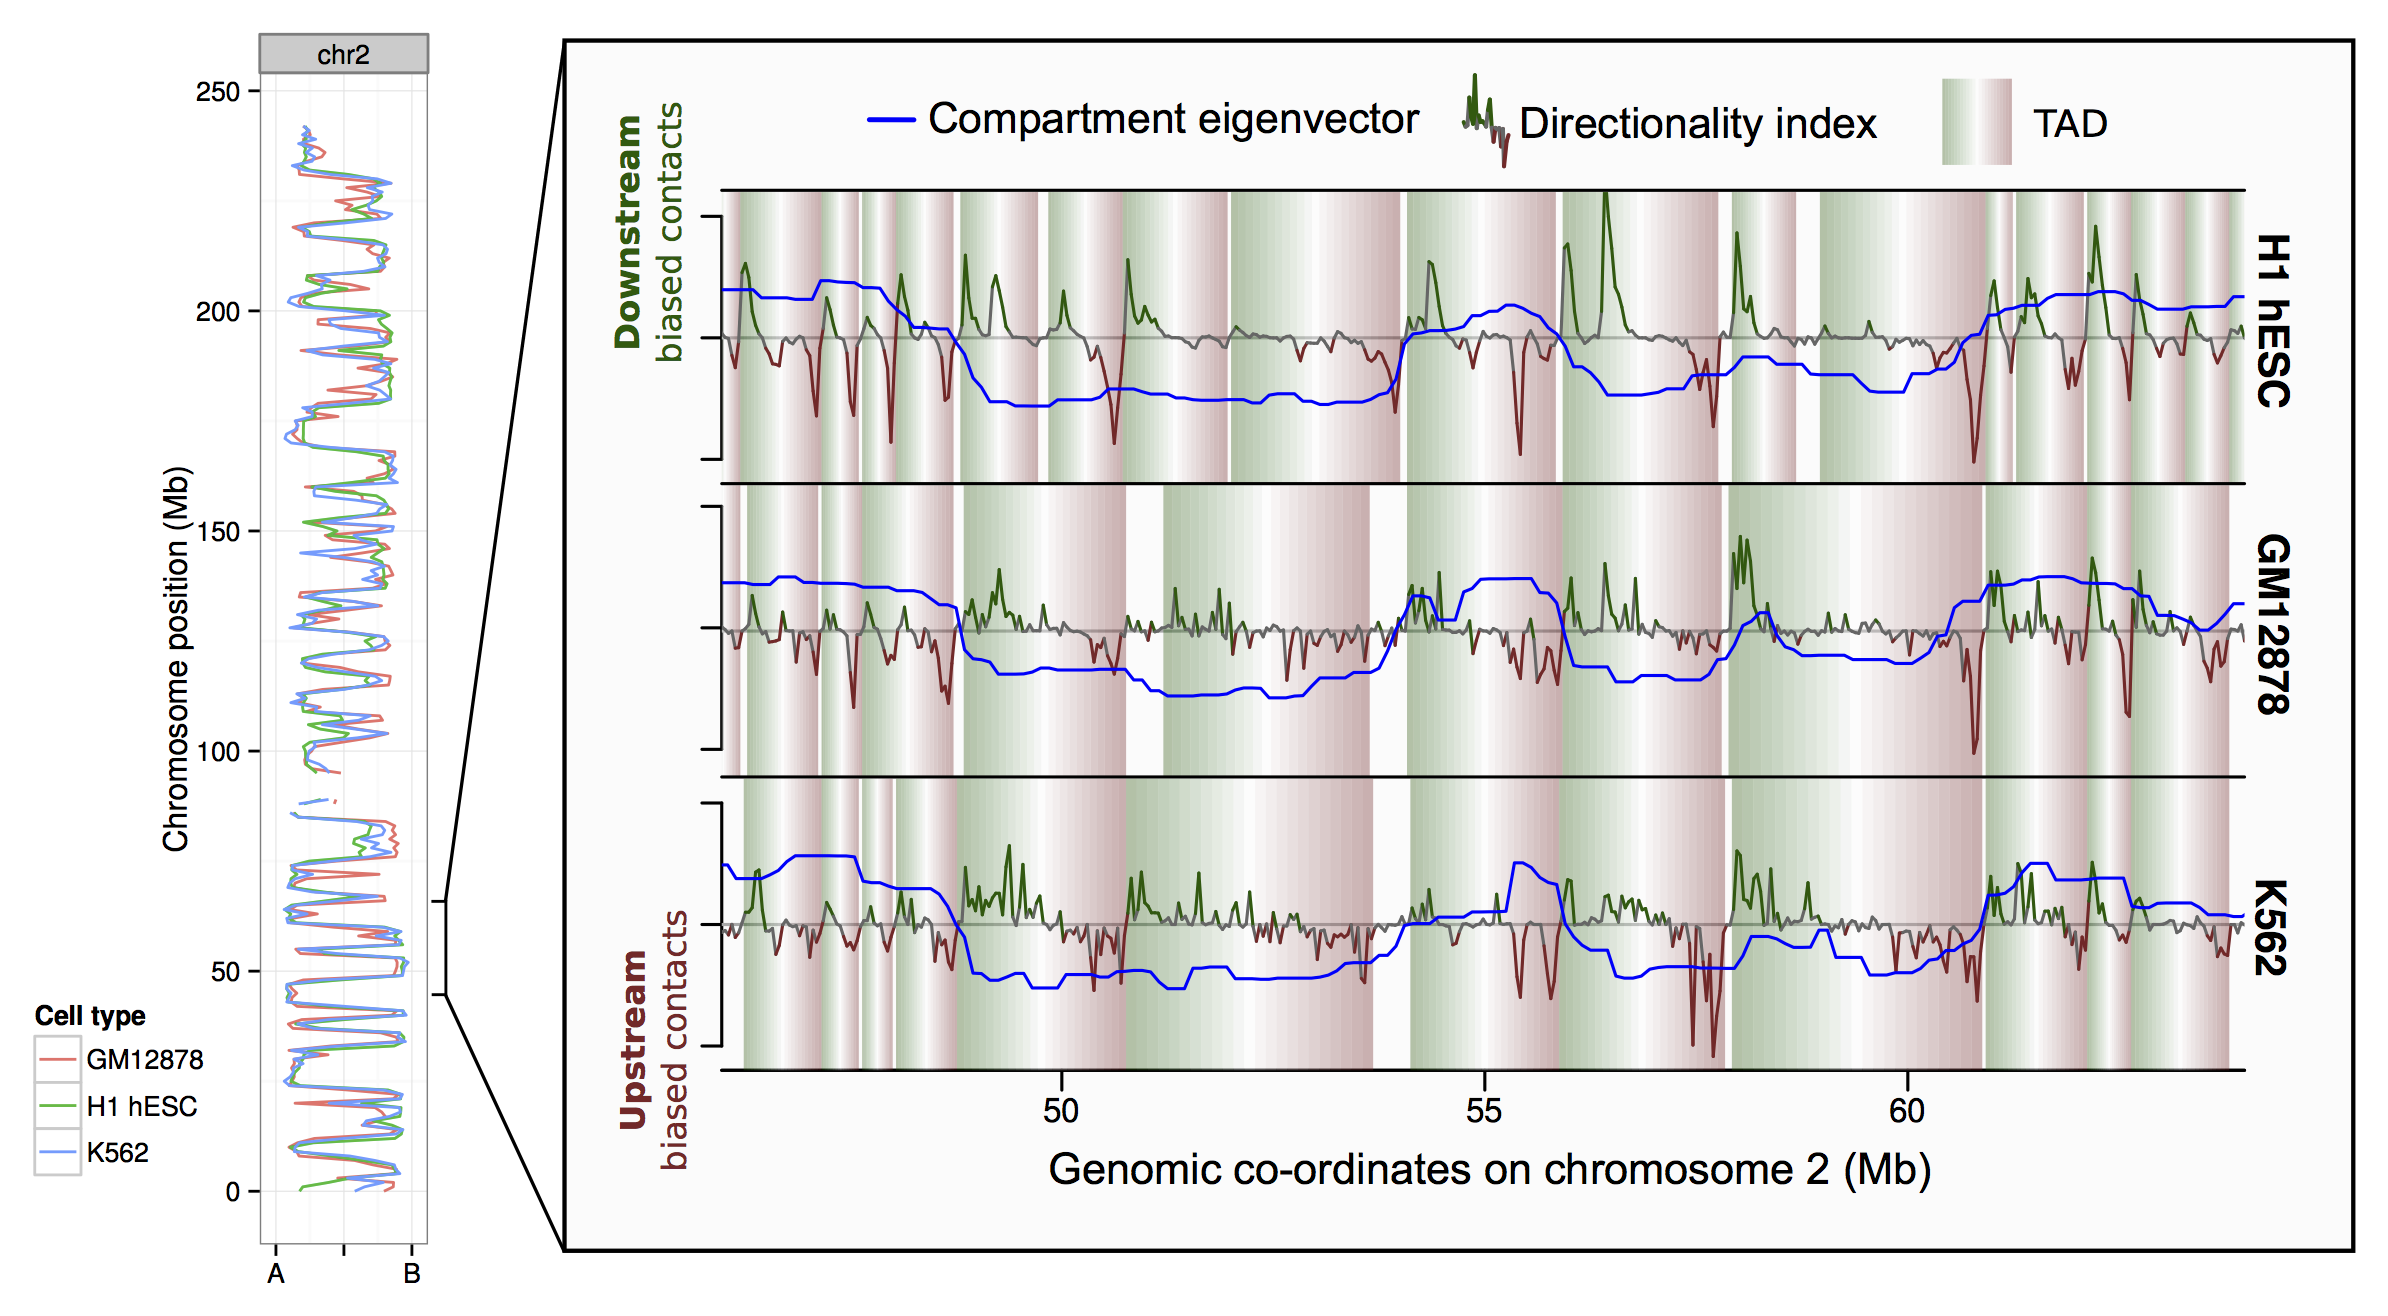 chr2
250
200
150
100
50
0
Chromosome position (Mb)
A
B
Cell type
GM12878
H1 hESC
K562
Compartment eigenvector
Directionality index
TAD
Downstream
biased contacts
Upstream
biased contacts
H1 hESC
GM12878
K562
50
55
60
Genomic co-ordinates on chromosome 2 (Mb)